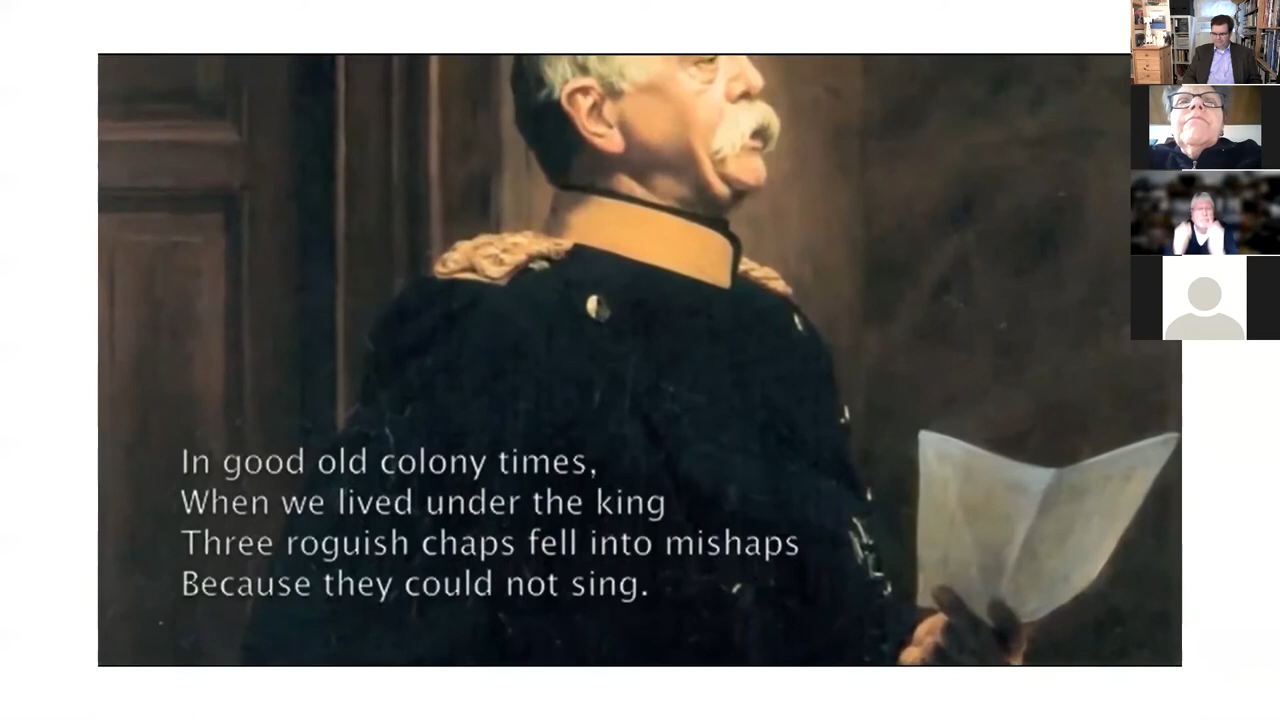 In good old colony times,
When we lived under the king
Three roguish chaps fell into mishaps
Because they could not sing.